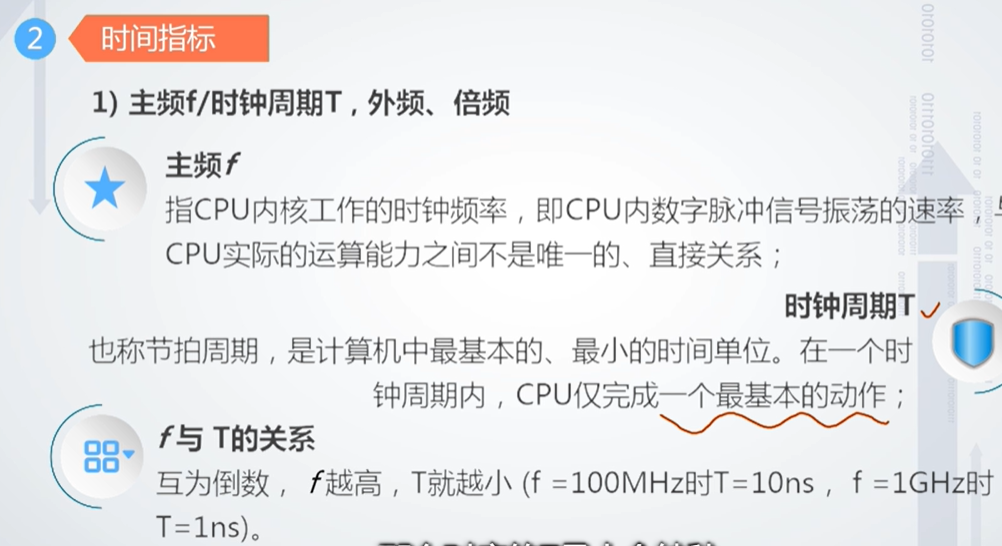 2 时间指标
1) 主频f/时钟周期T，外频、倍频
主频f
指CPU内核工作的时钟频率，即CPU内数字脉冲信号振荡的速率，
CPU实际的运算能力之间不是唯一的、直接关系；
时钟周期T
也称节拍周期，是计算机中最基本的、最小的时间单位。在一个时
钟周期内，CPU仅完成一个最基本的动作；
f与 T的关系
互为倒数， f越高，T就越小 (f =100MHz时T=10ns， f =1GHz时
T=1ns)。